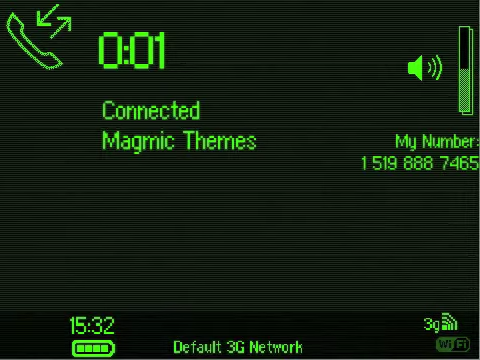 0:01
Connected
Magmic Themes
My Number:
1 519 888 7465
15:32
3g
Default 3G Network
WiFi